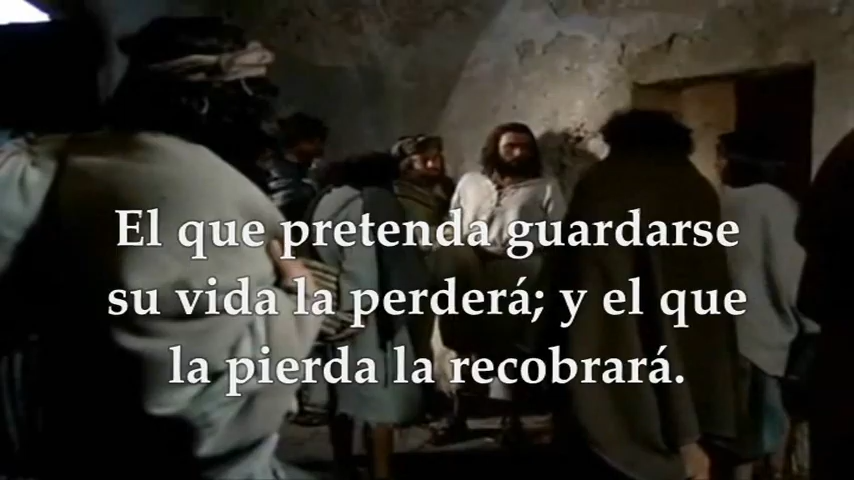 El que pretenda guardarse
su vida la perderá; y el que
la pierda la recobrará.